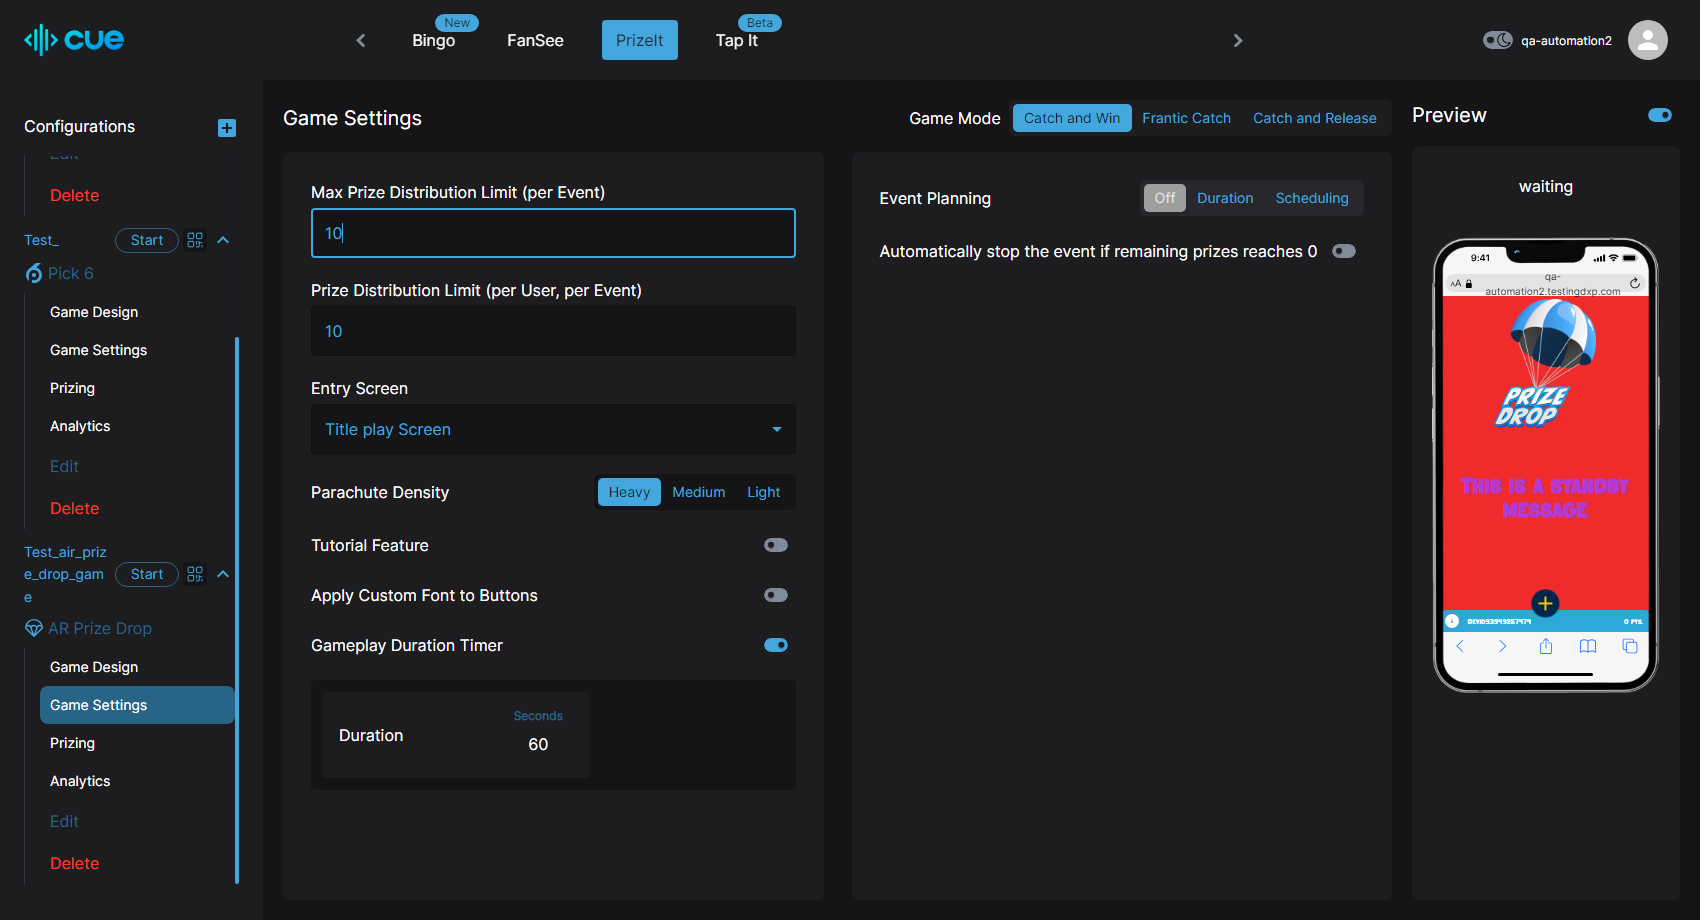 cue
New
Bingo
FanSee
PrizeIt
Beta
Tap It
qa-automation2
Configurations
Edit
Delete
Test_
Start
Pick 6
Game Design
Game Settings
Prizing
Analytics
Edit
Delete
Test_air_priz
e_drop_gam
e
Start
AR Prize Drop
Game Design
Game Settings
Prizing
Analytics
Edit
Delete
Game Settings
Game Mode
Catch and Win
Frantic Catch
Catch and Release
Max Prize Distribution Limit (per Event)
10
Prize Distribution Limit (per User, per Event)
10
Entry Screen
Title play Screen
Parachute Density
Heavy
Medium
Light
Tutorial Feature
Apply Custom Font to Buttons
Gameplay Duration Timer
Duration
Seconds
60
Event Planning
Off
Duration
Scheduling
Automatically stop the event if remaining prizes reaches 0
Preview
waiting
9:41
AA
qa-
automation2.testingdxp.com
PRIZE
DROP
THIS IS A STANDBY
MESSAGE
0 PTS.